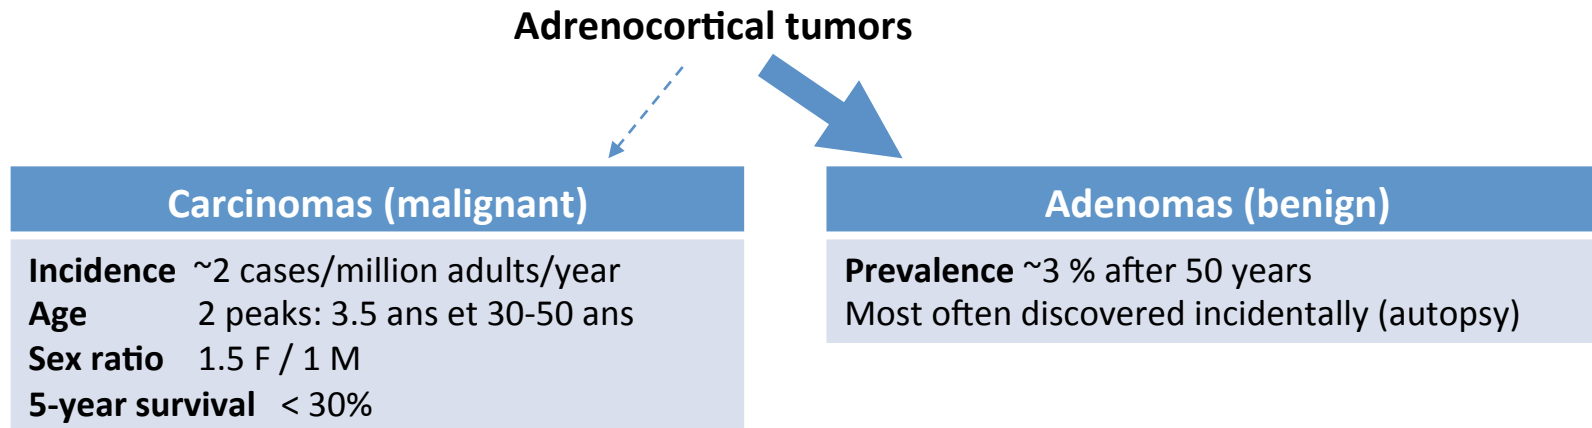 Adrenocortical tumors
Carcinomas (malignant)
Incidence ~2 cases/million adults/year
Age 2 peaks: 3.5 ans et 30-50 ans
Sex ratio 1.5 F / 1 M
5-year survival < 30%
Adenomas (benign)
Prevalence ~3 % after 50 years
Most often discovered incidentally (autopsy)